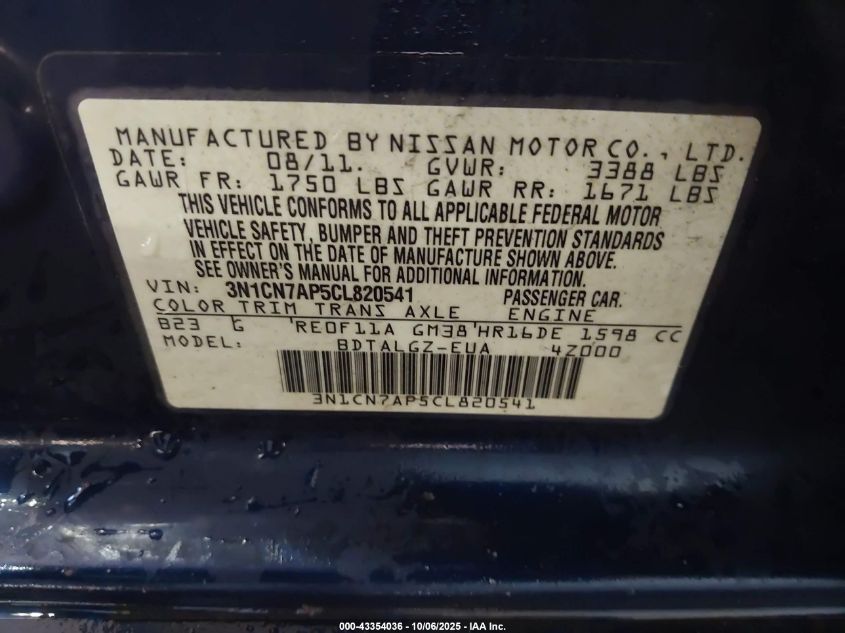 MANUFACTURED BY NISSAN MOTOR CO., LTD.
DATE: 08/11. GVWR: 3388 LBS
GAWR FR: 1750 LBS GAWR RR: 1671 LBS
THIS VEHICLE CONFORMS TO ALL APPLICABLE FEDERAL MOTOR
VEHICLE SAFETY, BUMPER AND THEFT PREVENTION STANDARDS
IN EFFECT ON THE DATE OF MANUFACTURE SHOWN ABOVE.
SEE OWNER'S MANUAL FOR ADDITIONAL INFORMATION.
VIN: 3N1CN7AP5CL820541 PASSENGER CAR.
COLOR TRIM TRANS AXLE ENGINE
B23 G 'RE0F11A GM38'HR16DE 1598 CC
MODEL: BDTALGZ-EUA 4Z000
3N1CN7AP5CL820541
000-43354036 - 10/06/2025 - IAA Inc.